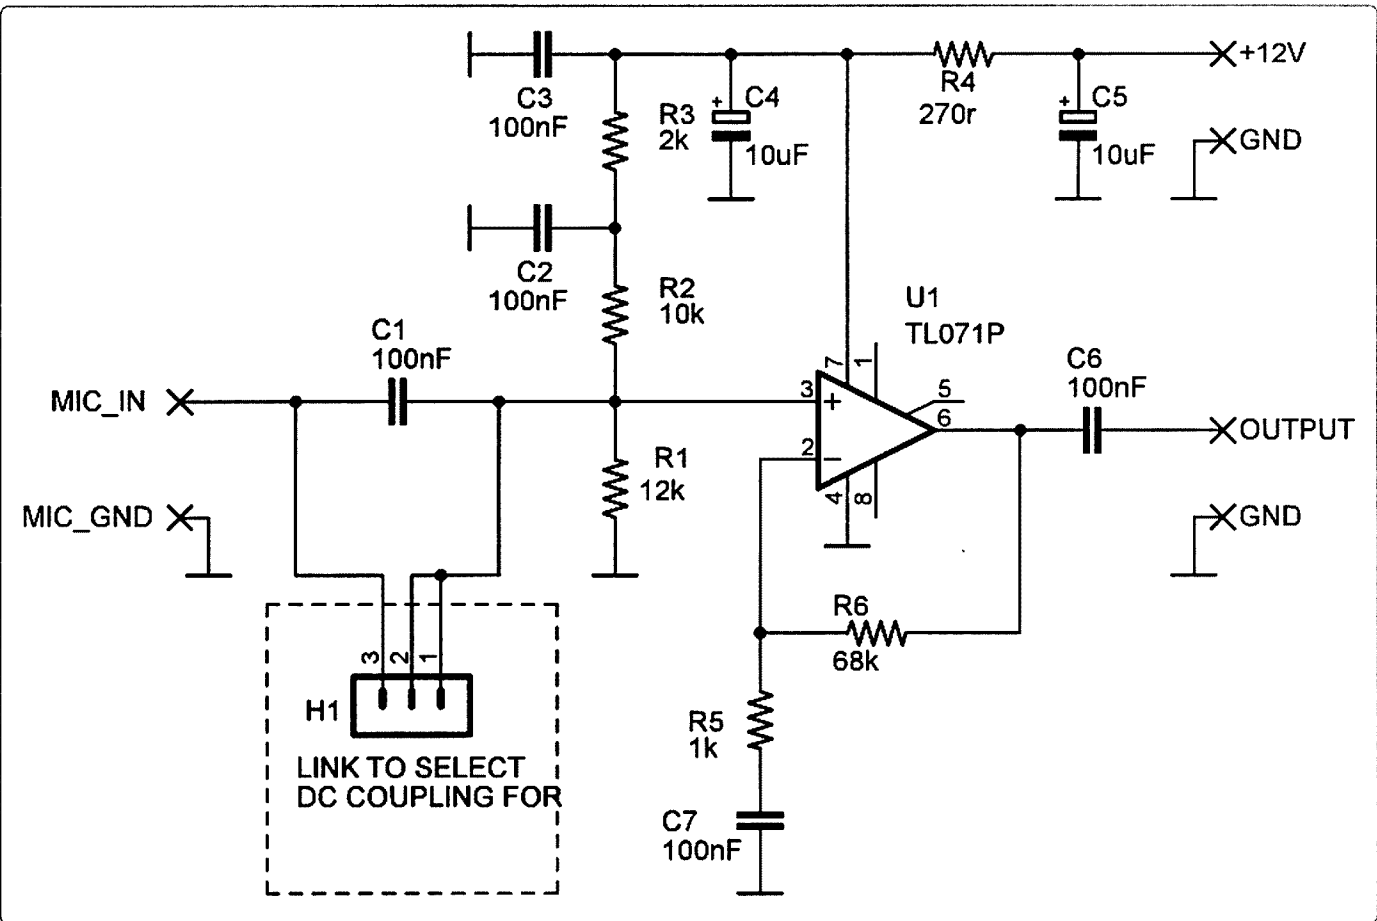 C3
100nF
R3
2k
+
C4
10uF
R4
270r
+
C5
10uF
+12V
GND
C2
100nF
R2
10k
U1
TL071P
C1
100nF
MIC_IN
7
1
3
+
2
−
4
8
5
6
C6
100nF
OUTPUT
R1
12k
MIC_GND
GND
3
2
1
H1
LINK TO SELECT
DC COUPLING FOR
R6
68k
R5
1k
C7
100nF